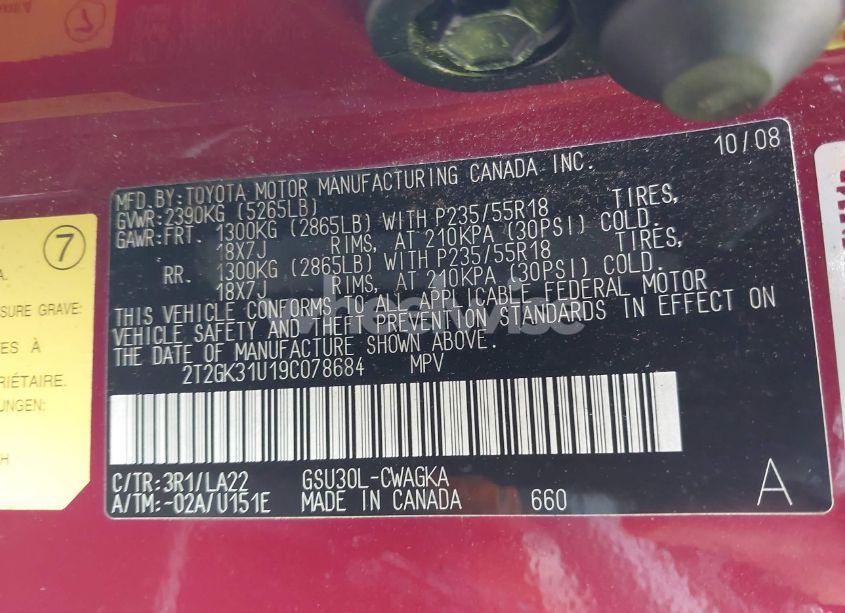 10/08
MFD.BY:TOYOTA MOTOR MANUFACTURING CANADA INC.
GVWR:2390KG (5265LB)
GAWR:FRT. 1300KG (2865LB) WITH P235/55R18 TIRES,
18X7J RIMS, AT 210KPA (30PSI) COLD.
RR. 1300KG (2865LB) WITH P235/55R18 TIRES,
18X7J RIMS, AT 210KPA (30PSI) COLD.
THIS VEHICLE CONFORMS TO ALL APPLICABLE FEDERAL MOTOR
VEHICLE SAFETY AND THEFT PREVENTION STANDARDS IN EFFECT ON
THE DATE OF MANUFACTURE SHOWN ABOVE.
2T2GK31U19C078684 MPV
C/TR:3R1/LA22 GSU30L-CWAGKA
A/TM:-02A/U151E MADE IN CANADA 660
A
7
A.
SURE GRAVE:
ES À
RIÉTAIRE.
UNGEN:
H
wheelwise